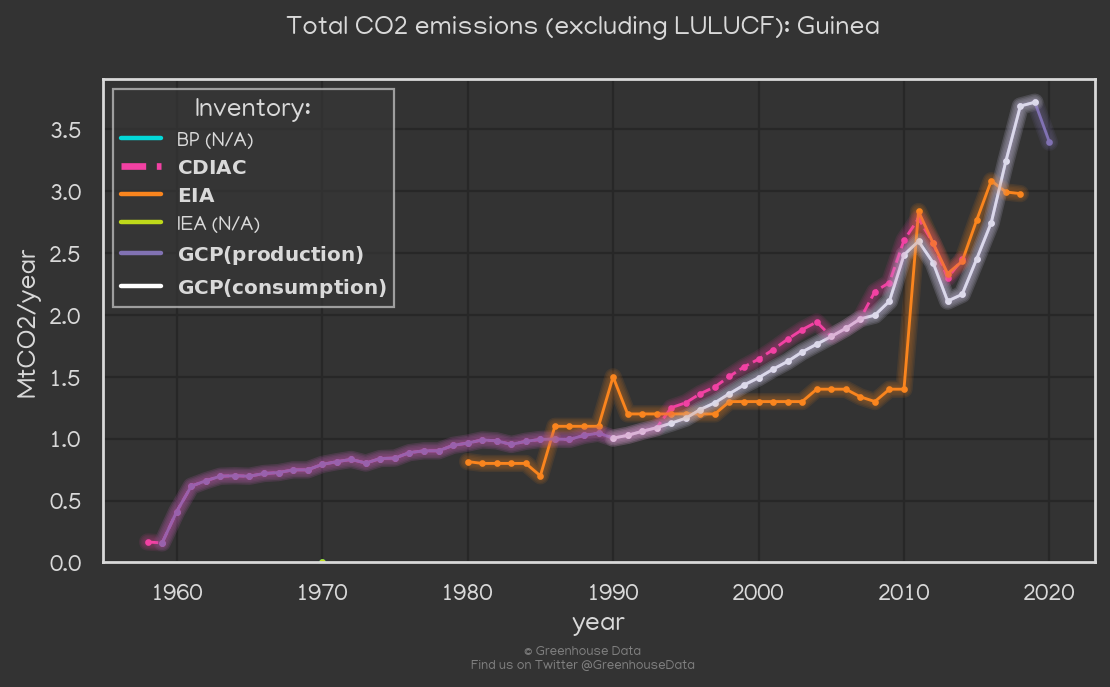 Total CO2 emissions (excluding LULUCF): Guinea
Inventory:
BP (N/A)
CDIAC
EIA
IEA (N/A)
GCP(production)
GCP(consumption)
MtCO2/year
3.5
3.0
2.5
2.0
1.5
1.0
0.5
0.0
1960 1970 1980 1990 2000 2010 2020
year
© Greenhouse Data
Find us on Twitter @GreenhouseData